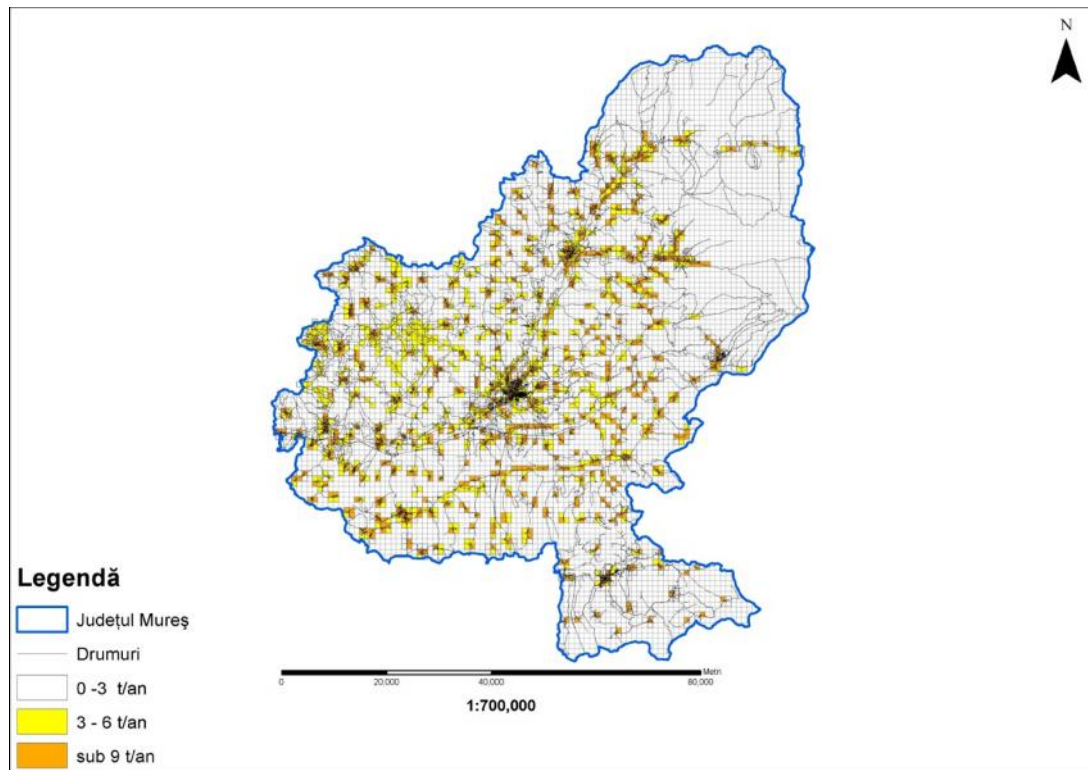 N
Legendă
Județul Mureş
Drumuri
0 -3 t/an
3 - 6 t/an
sub 9 t/an
Metri
0 20,000 40,000 80,000
1:700,000